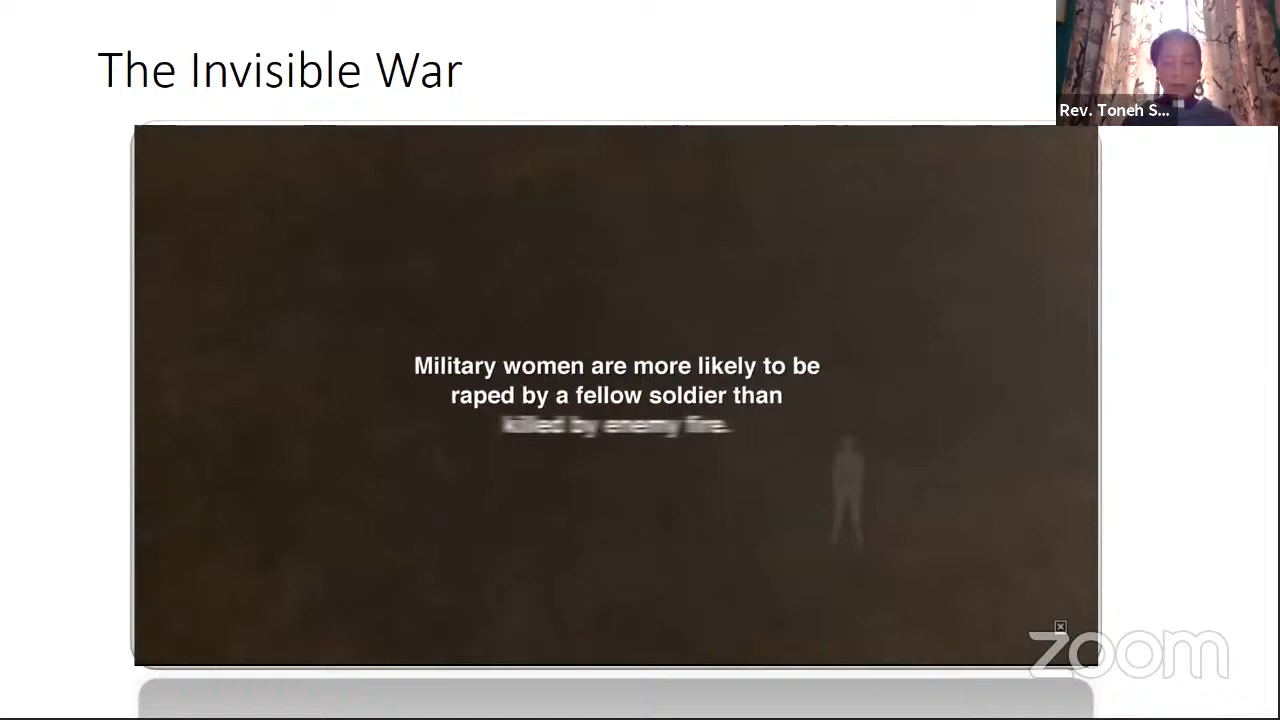 The Invisible War
Rev. Toneh S...
Military women are more likely to be
raped by a fellow soldier than
killed by enemy fire.
zoom